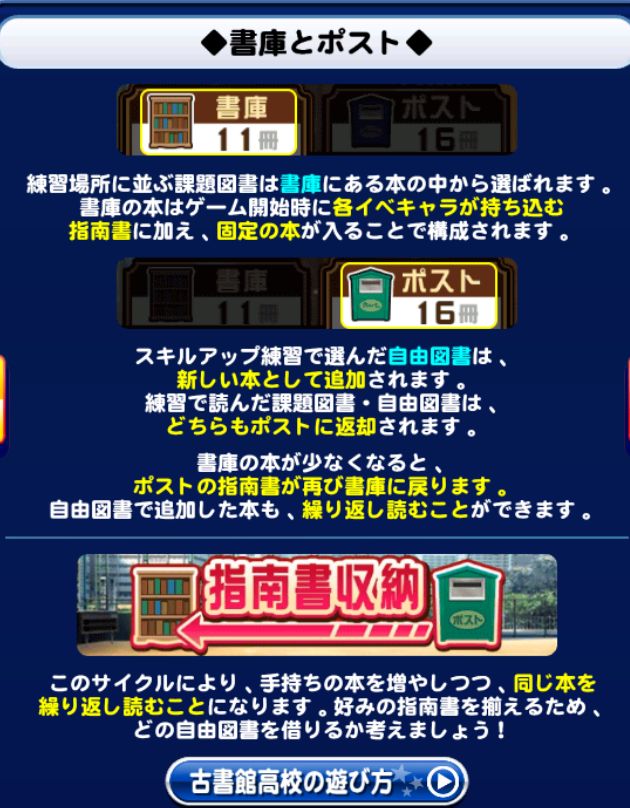 ◆書庫とポスト◆
書庫 ポスト
11冊 16冊
練習場所に並ぶ課題図書は書庫にある本の中から選ばれます。
書庫の本はゲーム開始時に各イベキャラが持ち込む
指南書に加え、固定の本が入ることで構成されます。
書庫 ポスト
11冊 16冊
スキルアップ練習で選んだ自由図書は、
新しい本として追加されます。
練習で読んだ課題図書・自由図書は、
どちらもポストに返却されます。
書庫の本が少なくなると、
ポストの指南書が再び書庫に戻ります。
自由図書で追加した本も、繰り返し読むことができます。
指南書収納
ポスト
このサイクルにより、手持ちの本を増やしつつ、同じ本を
繰り返し読むことになります。好みの指南書を揃えるため、
どの自由図書を借りるか考えましょう！
古書館高校の遊び方